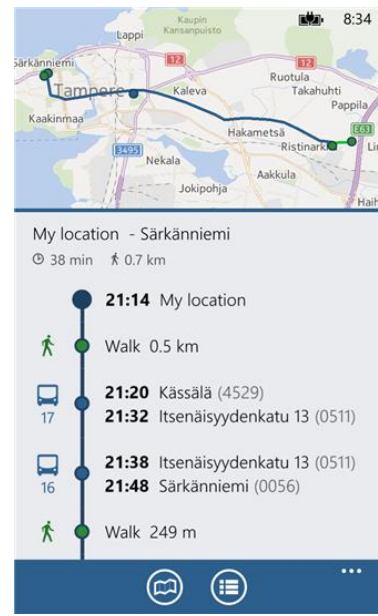 8:34
Kaupin
Kansanpuisto
Lappi
12
12
Särkänniemi
Ruotula
Tampere
Kaleva
Takahuhti
Pappila
Kaakinmaa
E63
Hakametsä
3495
Ristinarkku
Nekala
Aakkula
Jokipohja
My location - Särkänniemi
38 min 0.7 km
21:14 My location
Walk 0.5 km
21:20 Kässälä (4529)
17 21:32 Itsenäisyydenkatu 13 (0511)
21:38 Itsenäisyydenkatu 13 (0511)
16 21:48 Särkänniemi (0056)
Walk 249 m
...